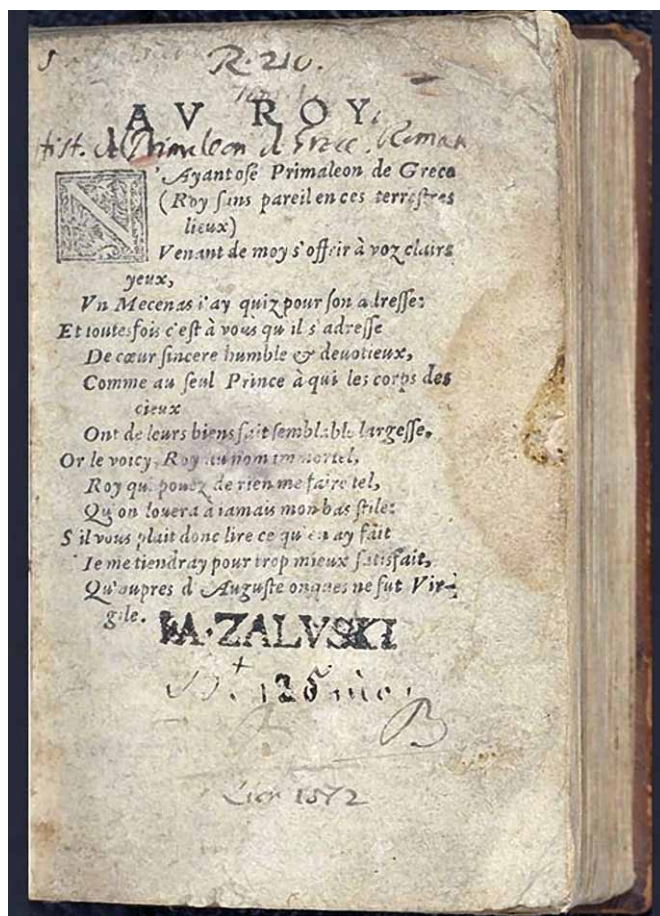 R. 210.
AV ROY,
Hist. de Primaleon de Grece. Roman
N'Ayant osé Primaleon de Grece
(Roy sans pareil en ces terrestres
lieux)
Venant de moy s'offrir à voz clairs
yeux,
Vn Mecenas i'ay quiz pour son adresse:
Et toutesfois c'est à vous qu'il s'adresse
De cœur sincere humble & deuotieux,
Comme au seul Prince à qui les corps des
cieux
Ont de leurs biens fait semblable largesse.
Or le voicy, Roy au nom immortel,
Roy qui pouez de rien me faire tel,
Qu'on louera à iamais mon bas stile:
S'il vous plait donc lire ce qu'en ay fait
Ie me tiendray pour trop mieux satisfait,
Qu'aupres d'Auguste onques ne fut Vir-
gile.
I.A.ZALVSKI
B
1572